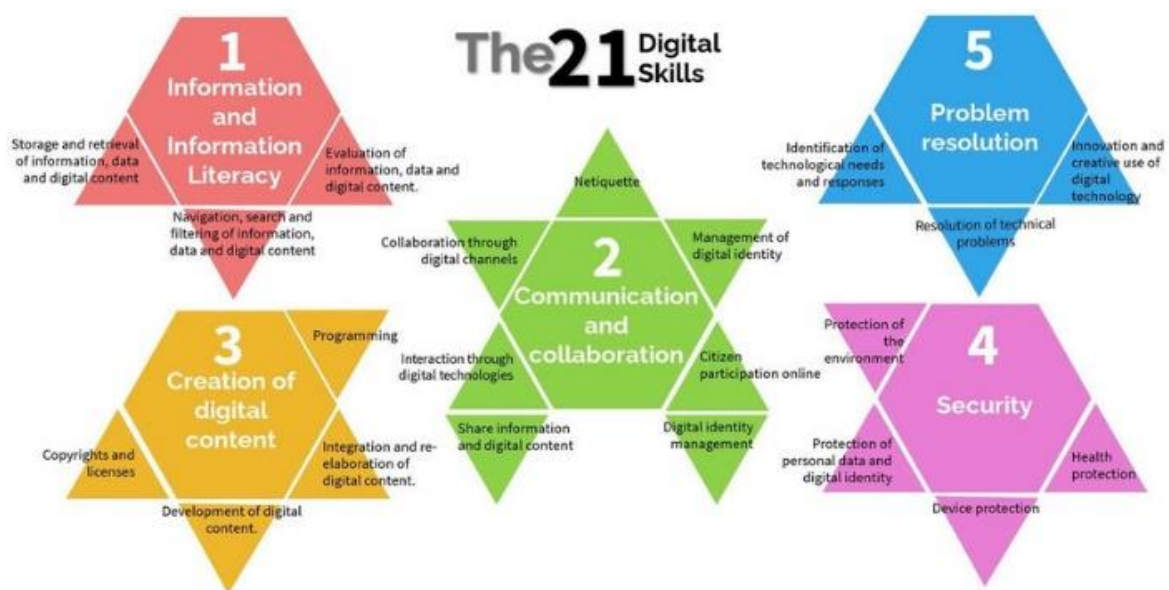 The 21 Digital
Skills
1
Information
and
Information
Literacy
Storage and retrieval
of information, data
and digital content
Evaluation of
information, data and
digital content.
Navigation, search and
filtering of information,
data and digital content
2
Communication
and
collaboration
Netiquette
Collaboration through
digital channels
Management of
digital identity
Interaction through
digital technologies
Citizen
participation online
Share information
and digital content
Digital identity
management
3
Creation of
digital
content
Programming
Copyrights and
licenses
Integration and re-
elaboration of
digital content.
Development of digital
content.
5
Problem
resolution
Identification of
technological needs
and responses
Innovation and
creative use of
digital
technology
Resolution of technical
problems
4
Security
Protection of
the
environment
Protection of
personal data and
digital identity
Health
protection
Device protection